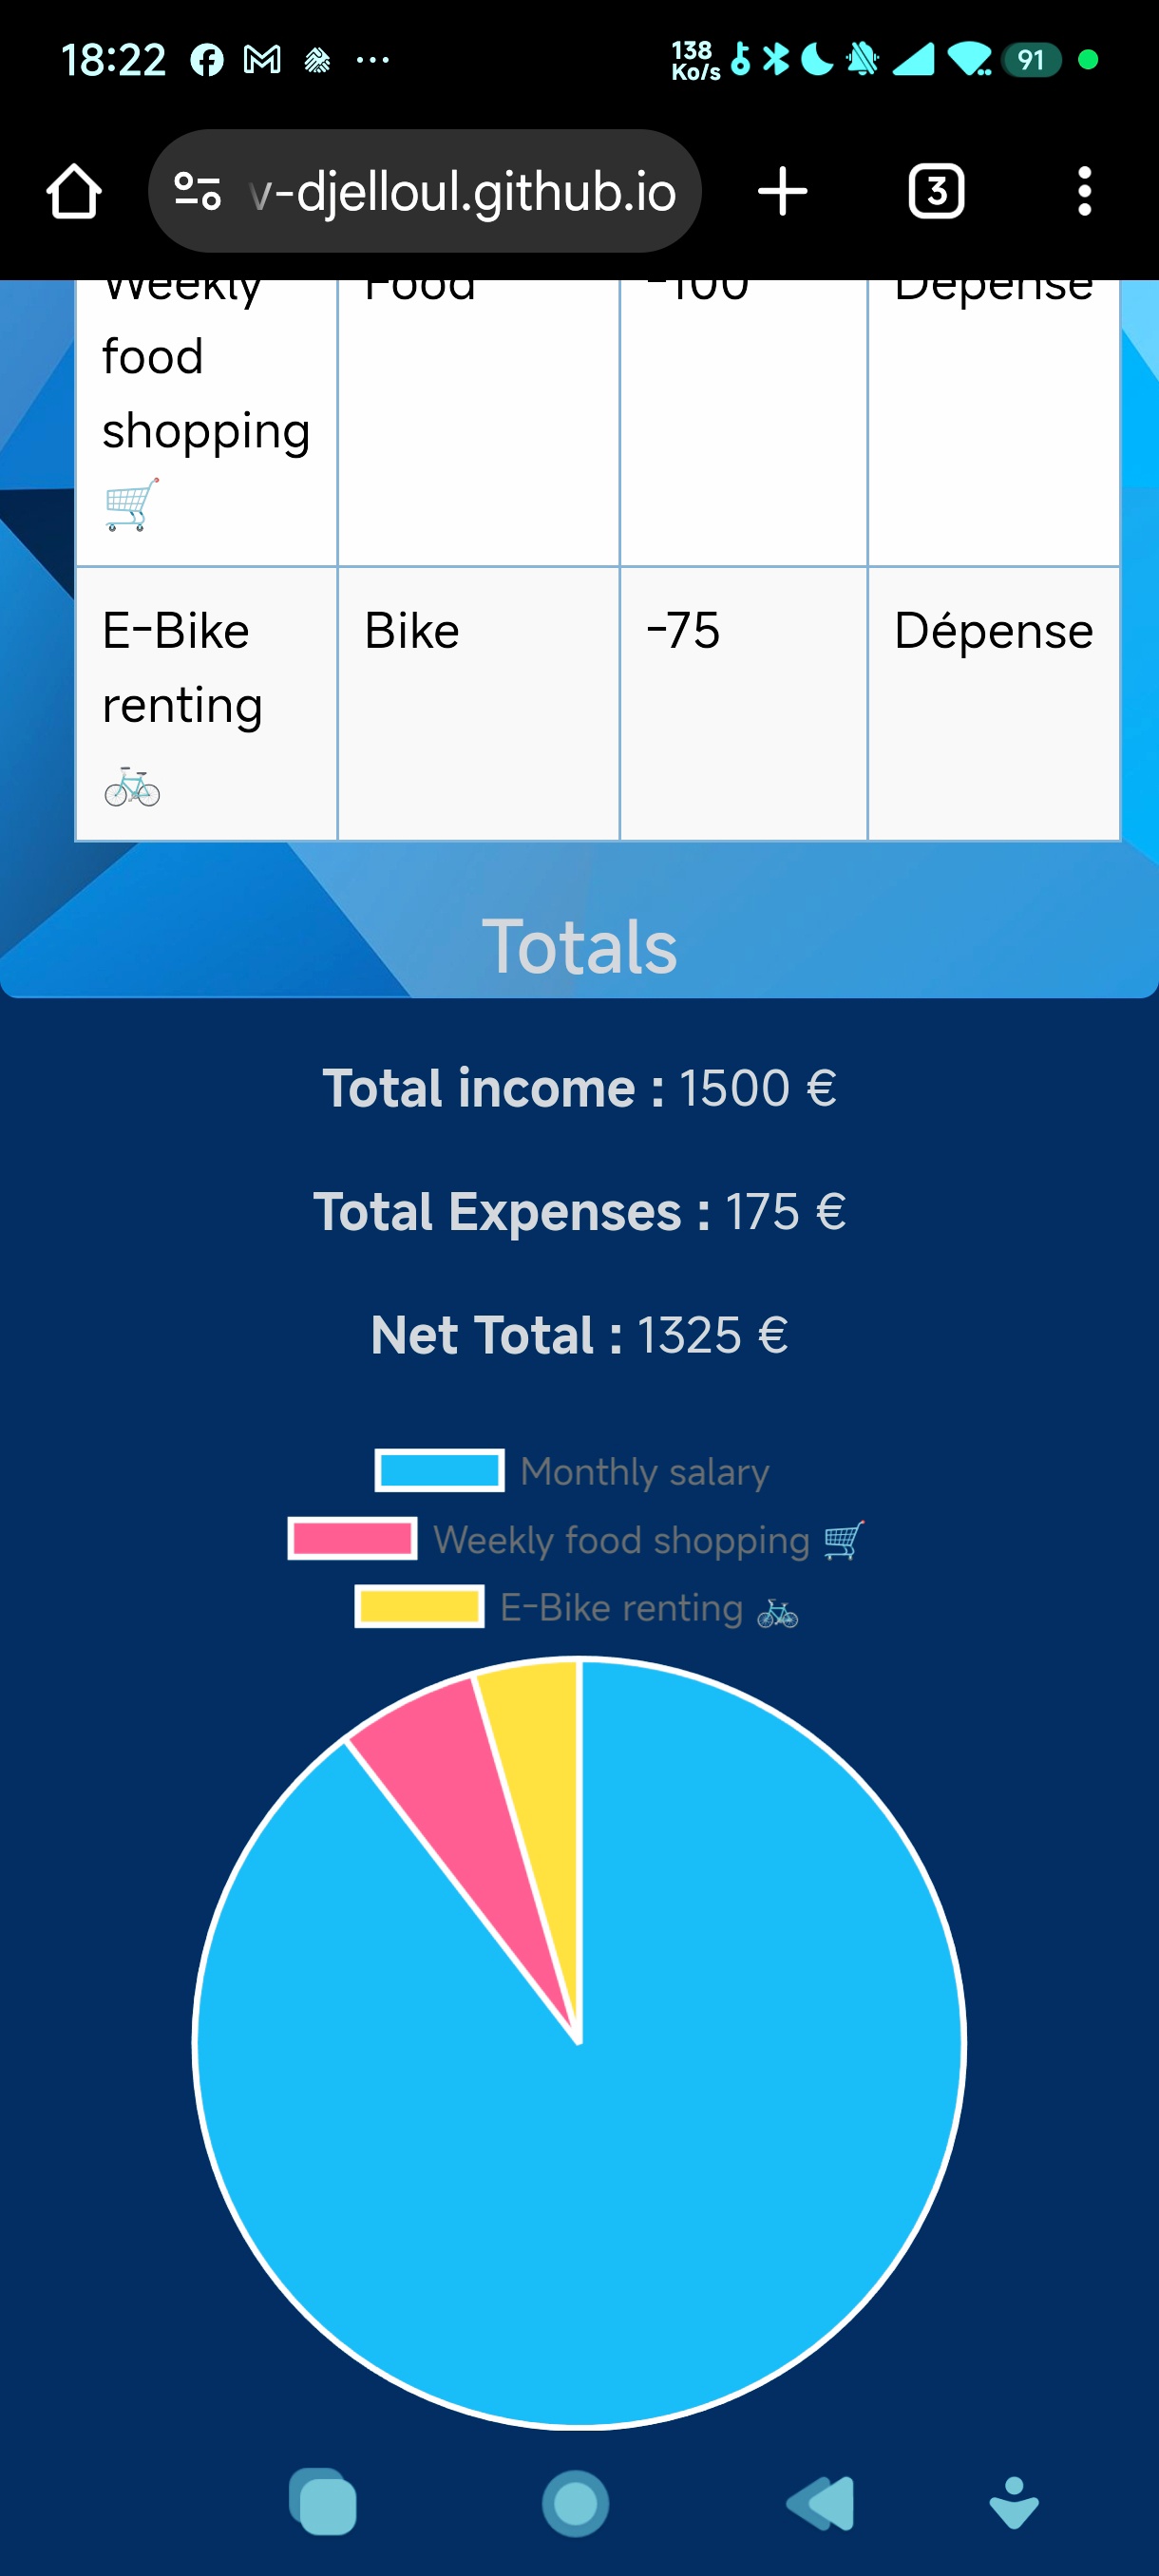 18:22
138
Ko/s
91
v-djelloul.github.io
3
Weekly
food
shopping
Food
-100
Dépense
E-Bike
renting
Bike
-75
Dépense
Totals
Total income : 1500 €
Total Expenses : 175 €
Net Total : 1325 €
Monthly salary
Weekly food shopping 🛒
E-Bike renting 🚲